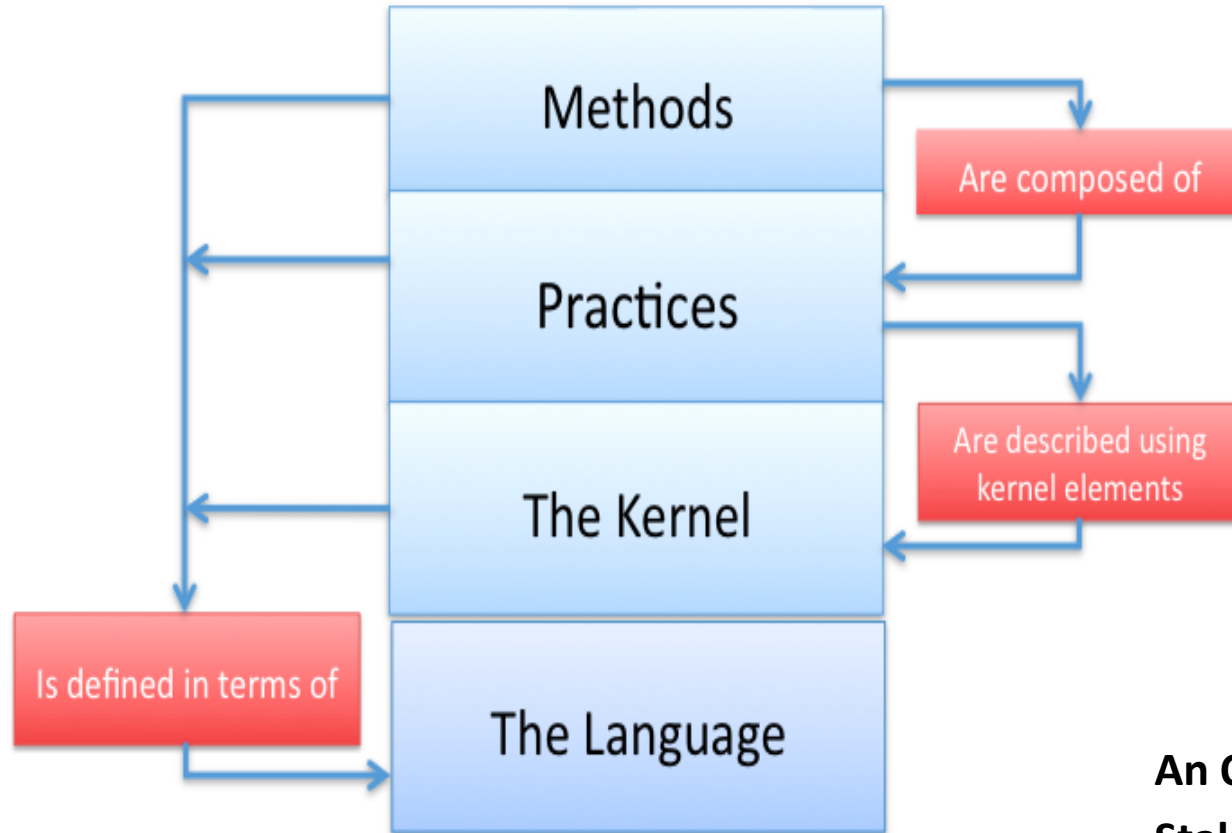 Methods
Are composed of
Practices
Are described using
kernel elements
The Kernel
Is defined in terms of
The Language
An